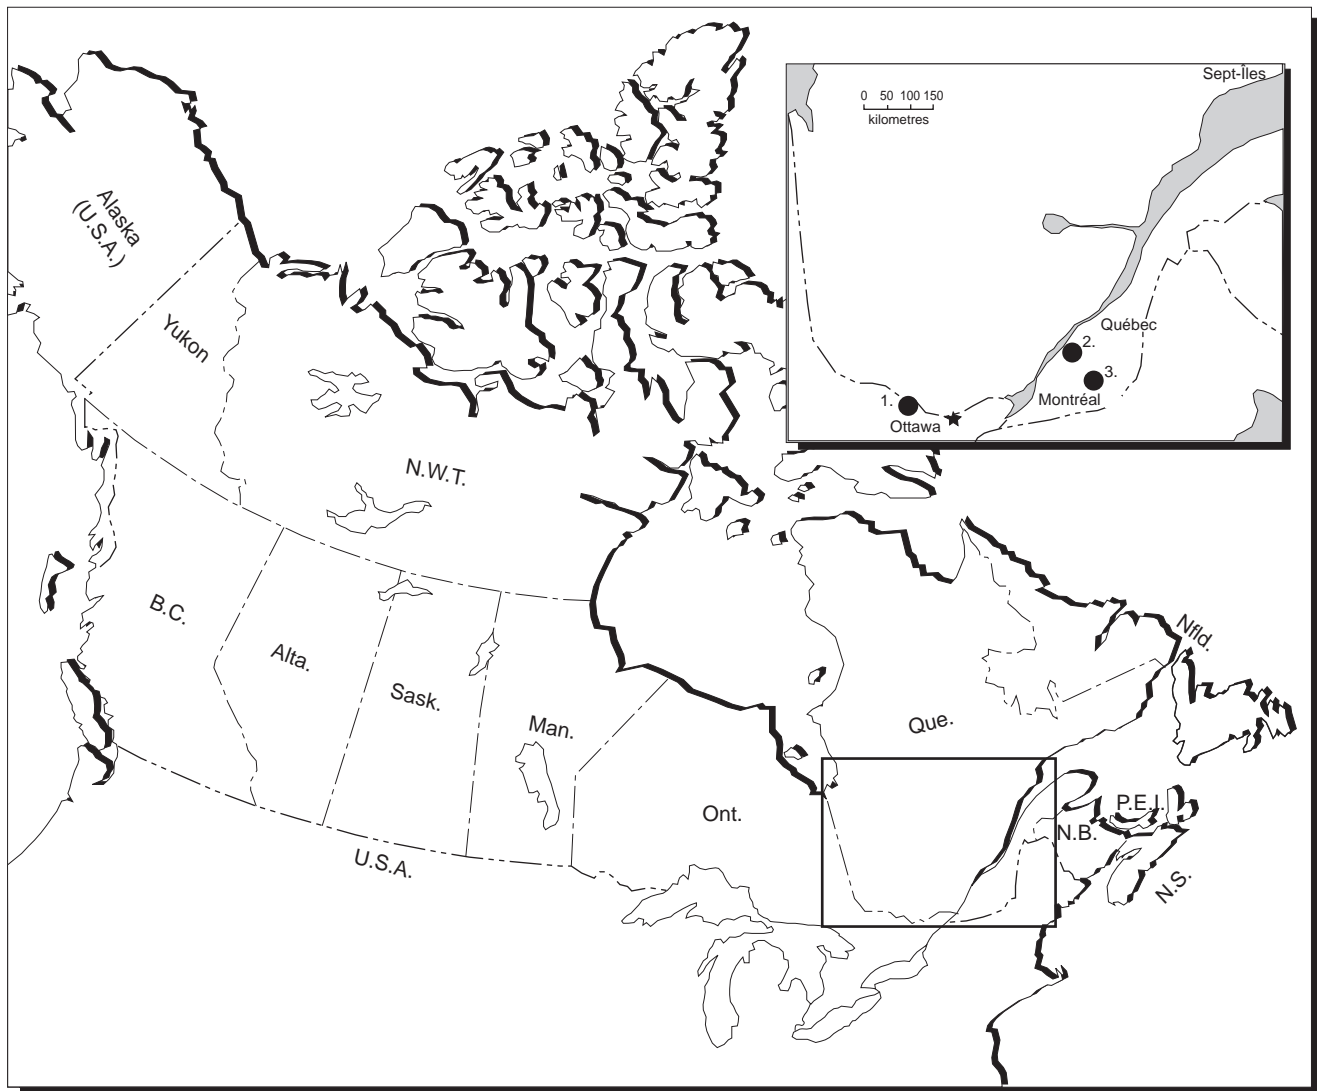 Sept-Îles
0 50 100 150
kilometres
Québec
2.
3.
1.
Montréal
Ottawa
Alaska
(U.S.A.)
Yukon
N.W.T.
B.C.
Alta.
Sask.
Man.
Ont.
Que.
Nfld.
P.E.I.
N.B.
N.S.
U.S.A.